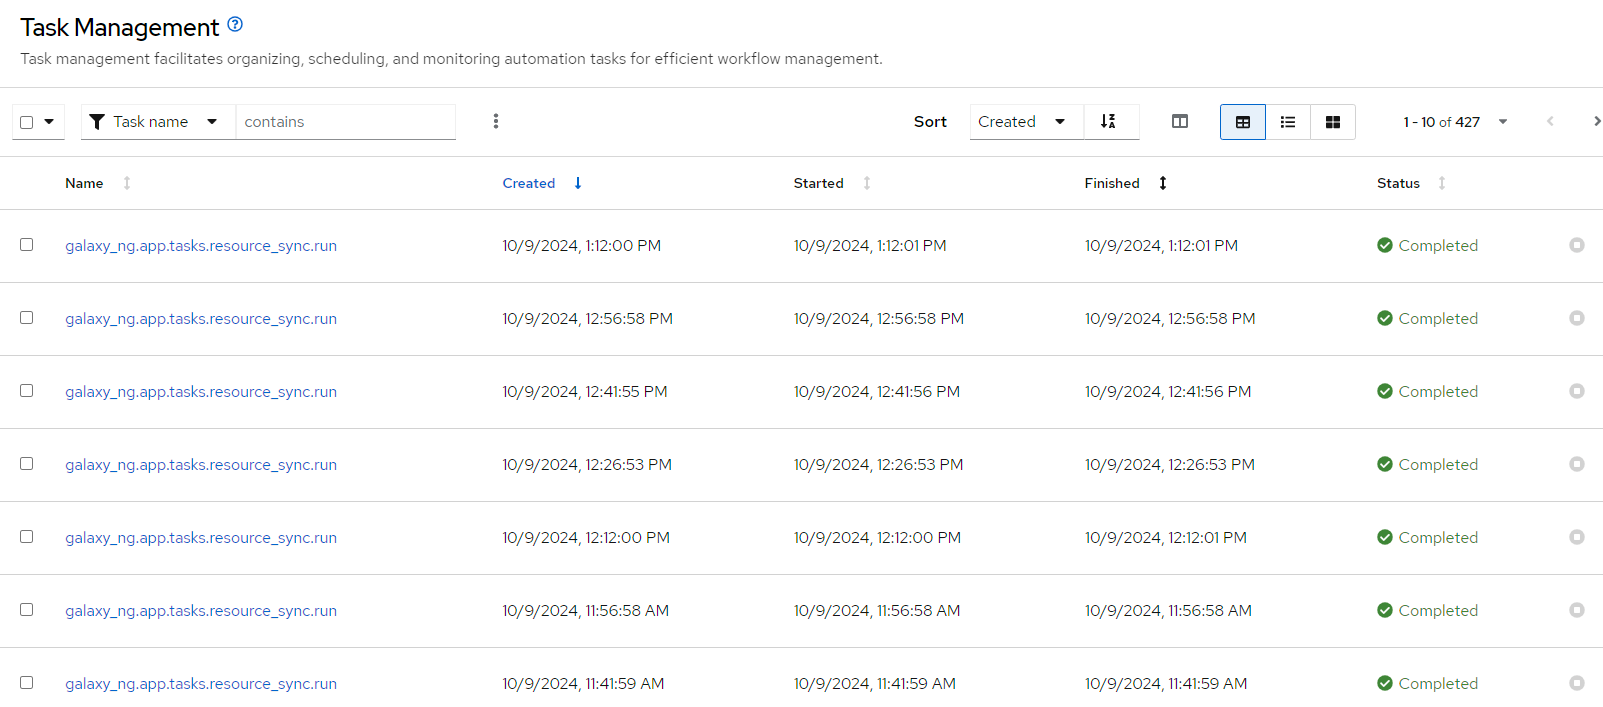 Task Management
Task management facilitates organizing, scheduling, and monitoring automation tasks for efficient workflow management.
Task name contains Sort Created 1 - 10 of 427
Name Created Started Finished Status
galaxy_ng.app.tasks.resource_sync.run 10/9/2024, 1:12:00 PM 10/9/2024, 1:12:01 PM 10/9/2024, 1:12:01 PM Completed
galaxy_ng.app.tasks.resource_sync.run 10/9/2024, 12:56:58 PM 10/9/2024, 12:56:58 PM 10/9/2024, 12:56:58 PM Completed
galaxy_ng.app.tasks.resource_sync.run 10/9/2024, 12:41:55 PM 10/9/2024, 12:41:56 PM 10/9/2024, 12:41:56 PM Completed
galaxy_ng.app.tasks.resource_sync.run 10/9/2024, 12:26:53 PM 10/9/2024, 12:26:53 PM 10/9/2024, 12:26:53 PM Completed
galaxy_ng.app.tasks.resource_sync.run 10/9/2024, 12:12:00 PM 10/9/2024, 12:12:00 PM 10/9/2024, 12:12:01 PM Completed
galaxy_ng.app.tasks.resource_sync.run 10/9/2024, 11:56:58 AM 10/9/2024, 11:56:58 AM 10/9/2024, 11:56:58 AM Completed
galaxy_ng.app.tasks.resource_sync.run 10/9/2024, 11:41:59 AM 10/9/2024, 11:41:59 AM 10/9/2024, 11:41:59 AM Completed